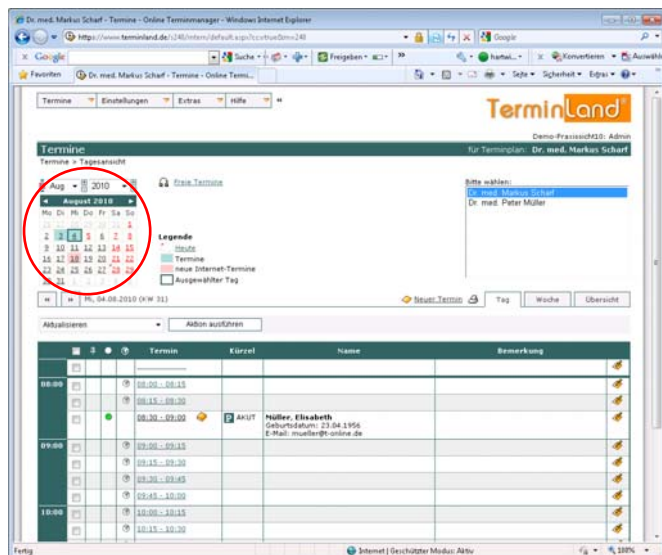 Dr. med. Markus Scharf - Termine - Online Terminmanager - Windows Internet Explorer
Google
Google Suche Freigeben hartwi... Konvertieren Auswählen
Favoriten Dr. med. Markus Scharf - Termine - Online Termi... Seite Sicherheit Extras
Termine Einstellungen Extras Hilfe
TerminLand
Demo-Praxissicht10: Admin
Termine für Terminplan: Dr. med. Markus Scharf
Termine > Tagesansicht
Aug 2010 Freie Termine Bitte wählen:
August 2010 Dr. med. Markus Scharf
Mo Di Mi Do Fr Sa So Dr. med. Peter Müller
1
2 3 4 5 6 7 8 Legende
9 10 11 12 13 14 15 Heute
16 17 18 19 20 21 22 Termine
23 24 25 26 27 28 29 neue Internet-Termine
30 31 Ausgewählter Tag
Mi, 04.08.2010 (KW 31) Neuer Termin Tag Woche Übersicht
Aktualisieren Aktion ausführen
Termin Kürzel Name Bemerkung
08:00 08:00 - 08:15
08:15 - 08:30
08:30 - 09:00 P AKUT Müller, Elisabeth
Geburtsdatum: 23.04.1956
E-Mail: mueller@t-online.de
09:00 09:00 - 09:15
09:15 - 09:30
09:30 - 09:45
09:45 - 10:00
10:00 10:00 - 10:15
10:15 - 10:30
Fertig Internet | Geschützter Modus: Aktiv 100%